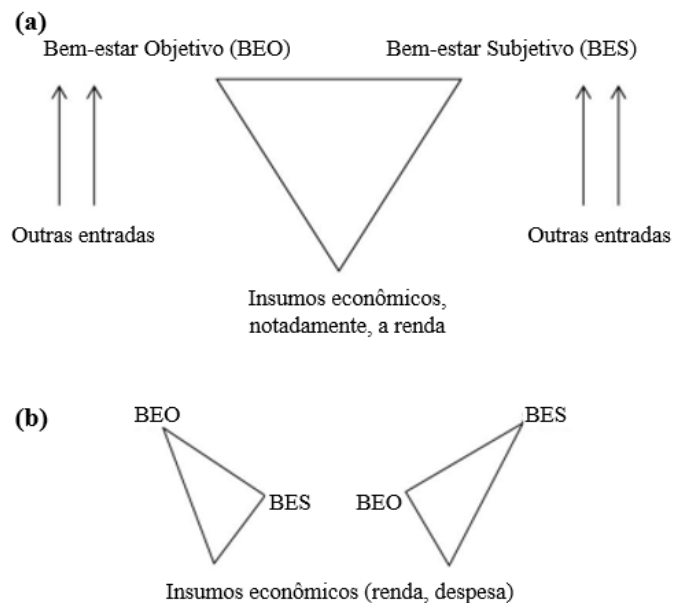 (a)
Bem-estar Objetivo (BEO)
Bem-estar Subjetivo (BES)
Outras entradas
Outras entradas
Insumos econômicos,
notadamente, a renda
(b)
BEO
BES
BES
BEO
Insumos econômicos (renda, despesa)